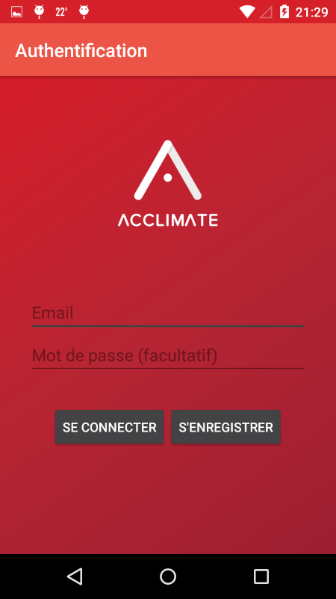 22° 21:29
Authentification
ACCLIMATE
Email
Mot de passe (facultatif)
SE CONNECTER S'ENREGISTRER